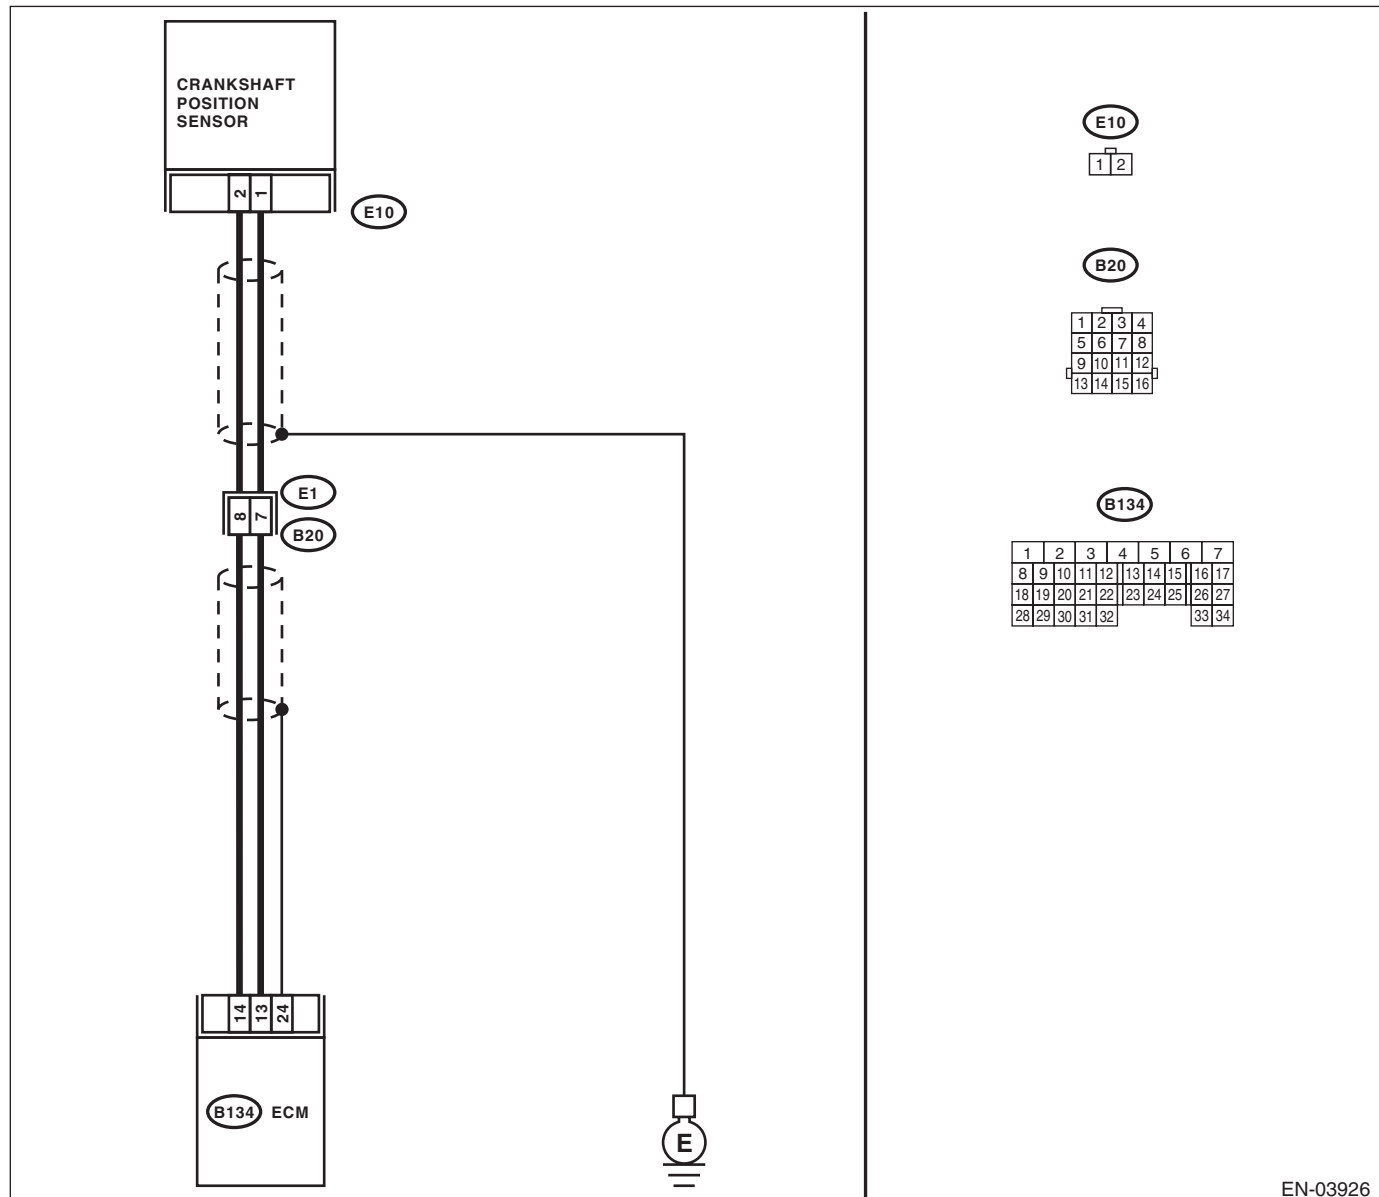 CRANKSHAFT
POSITION
SENSOR
2 1
E10
E1
8 7
B20
14 13 24
B134 ECM
E
E10
1 2
B20
1 2 3 4
5 6 7 8
9 10 11 12
13 14 15 16
B134
1 2 3 4 5 6 7
8 9 10 11 12 13 14 15 16 17
18 19 20 21 22 23 24 25 26 27
28 29 30 31 32 33 34
EN-03926